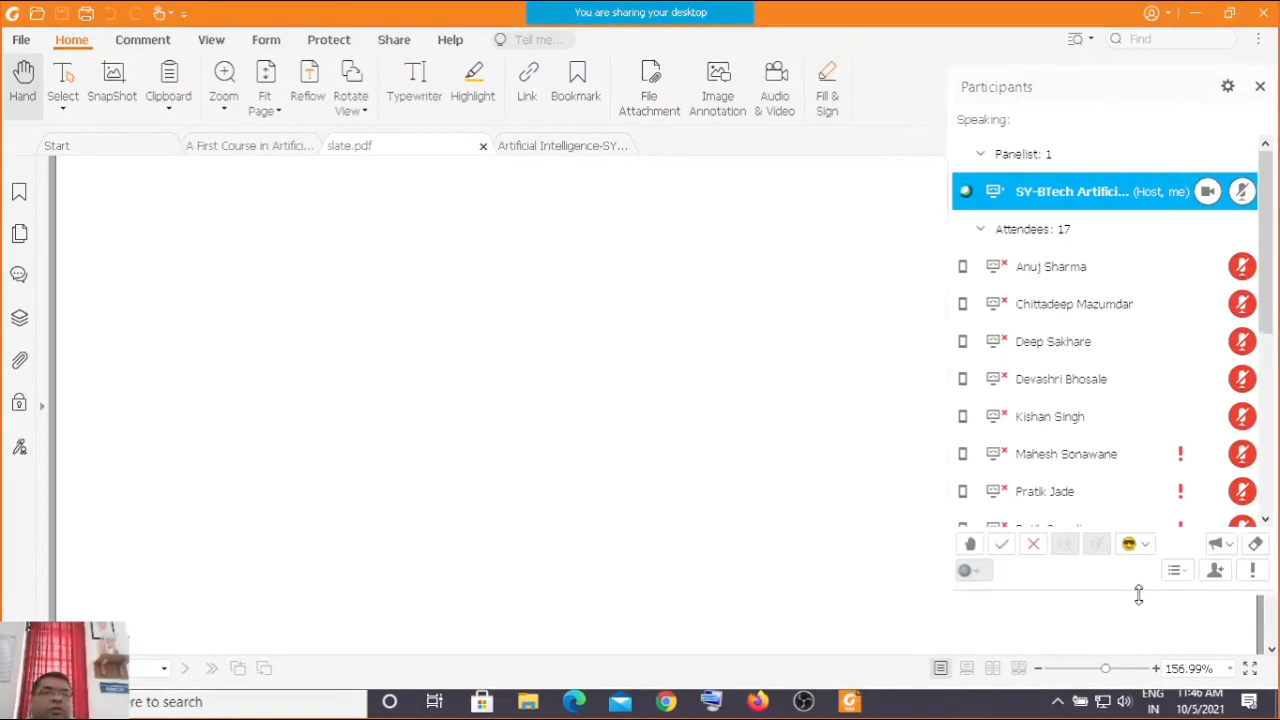 You are sharing your desktop
File Home Comment View Form Protect Share Help Tell me... Find
Hand Select SnapShot Clipboard Zoom Fit Page Reflow Rotate View Typewriter Highlight Link Bookmark File Attachment Image Annotation Audio & Video Fill & Sign
Start A First Course in Artifici... slate.pdf Artificial Intelligence-SY...
Participants
Speaking:
Panelist: 1
SY-BTech Artifici... (Host, me)
Attendees: 17
Anuj Sharma
Chittadeep Mazumdar
Deep Sakhare
Devashri Bhosale
Kishan Singh
Mahesh Sonawane
Pratik Jade
156.99%
ere to search
ENG
IN
11:46 AM
10/5/2021